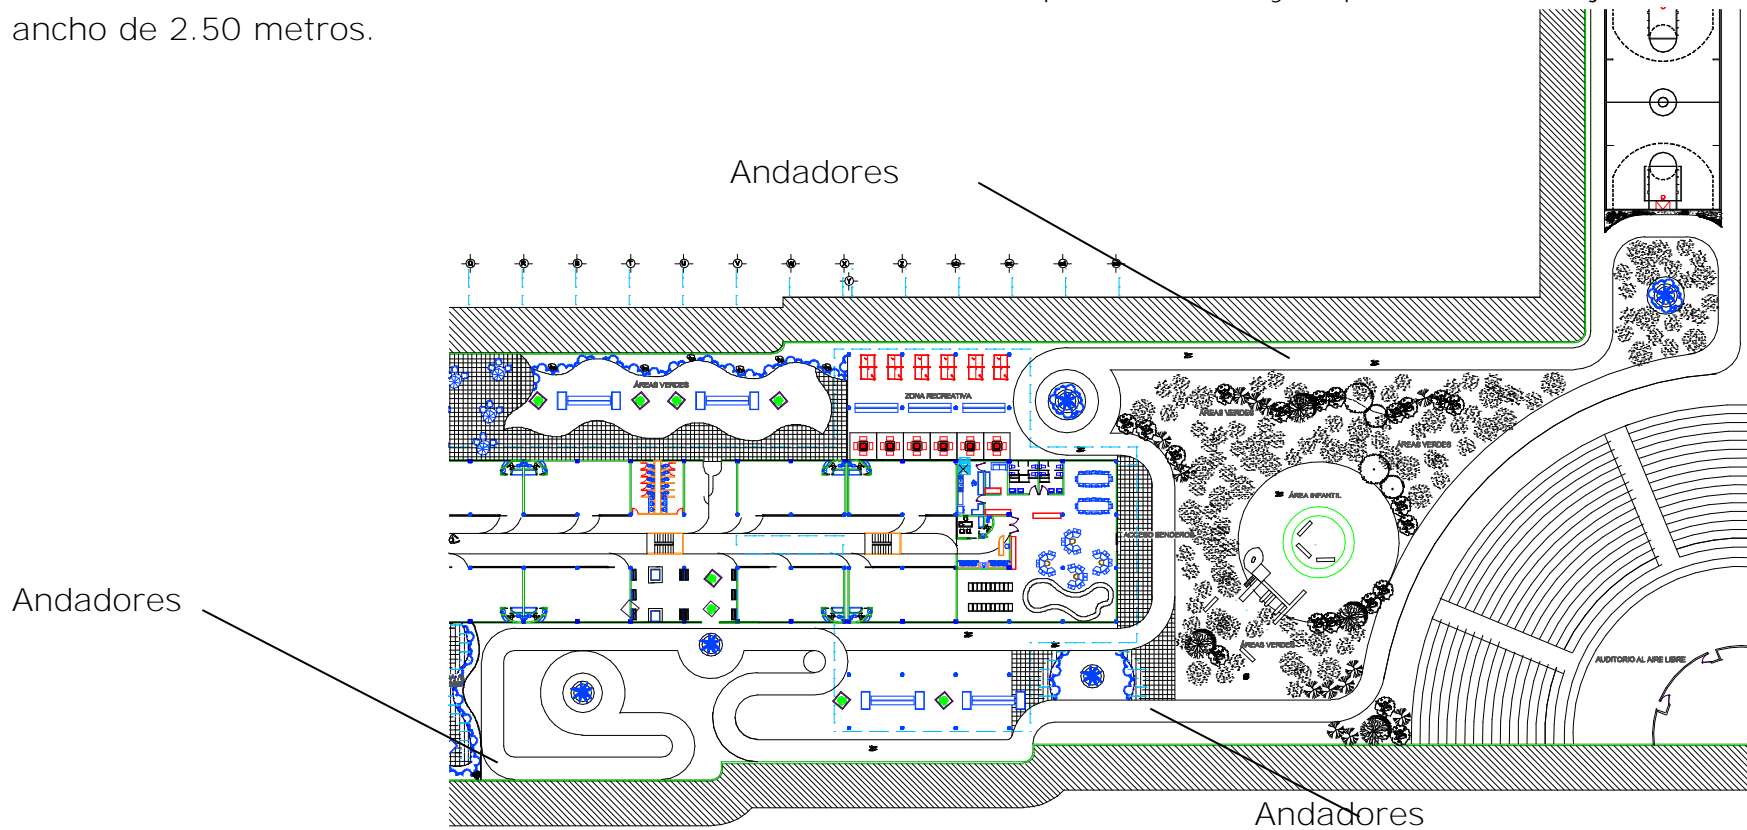 ancho de 2.50 metros.
Andadores
Q R S T U V W X Z
Y
ÁREAS VERDES
ZONA RECREATIVA
ÁREAS VERDES
ÁREAS VERDES
ÁREA INFANTIL
ACCESO SENDEROS
Andadores
ÁREAS VERDES
AUDITORIO AL AIRE LIBRE
Andadores